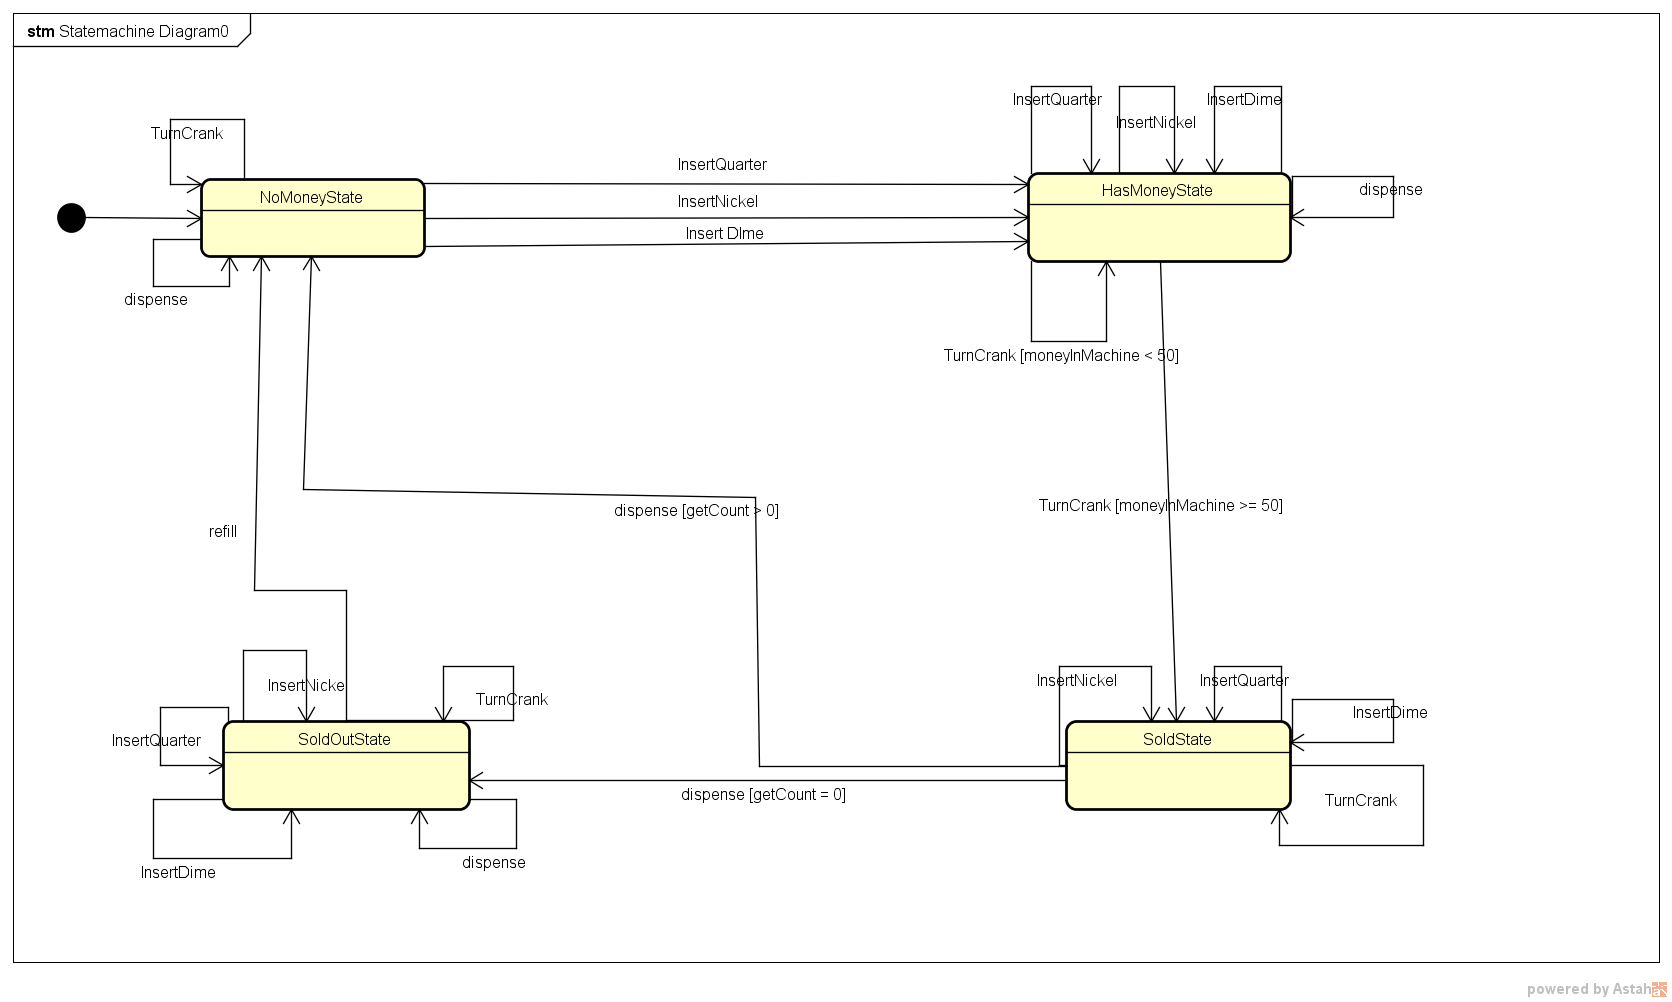 stm Statemachine Diagram0
InsertQuarter
InsertDime
InsertNickel
TurnCrank
InsertQuarter
NoMoneyState
HasMoneyState
dispense
InsertNickel
Insert DIme
dispense
TurnCrank [moneyInMachine < 50]
TurnCrank [moneyInMachine >= 50]
dispense [getCount > 0]
refill
InsertNickel
TurnCrank
InsertNickel
InsertQuarter
InsertDime
InsertQuarter
SoldOutState
SoldState
dispense [getCount = 0]
TurnCrank
dispense
InsertDime
powered by Astah